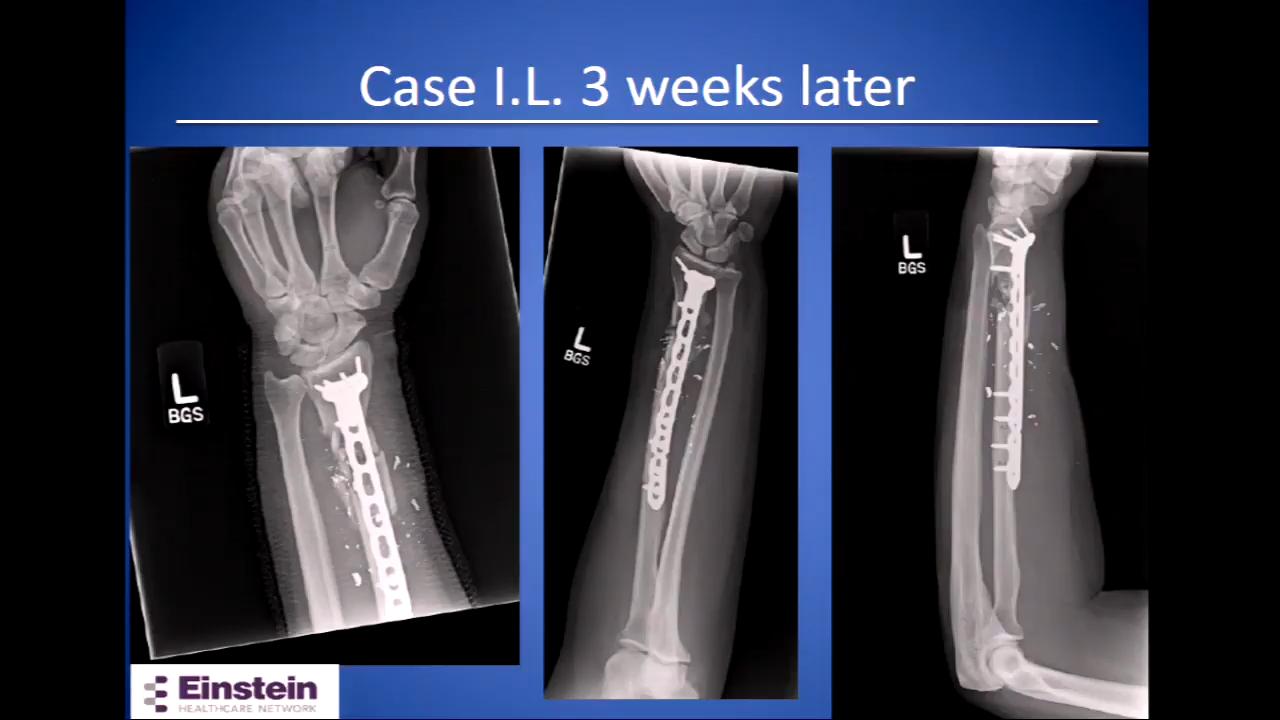 Case I.L. 3 weeks later
L
BGS
L
BGS
L
BGS
Einstein
HEALTHCARE NETWORK